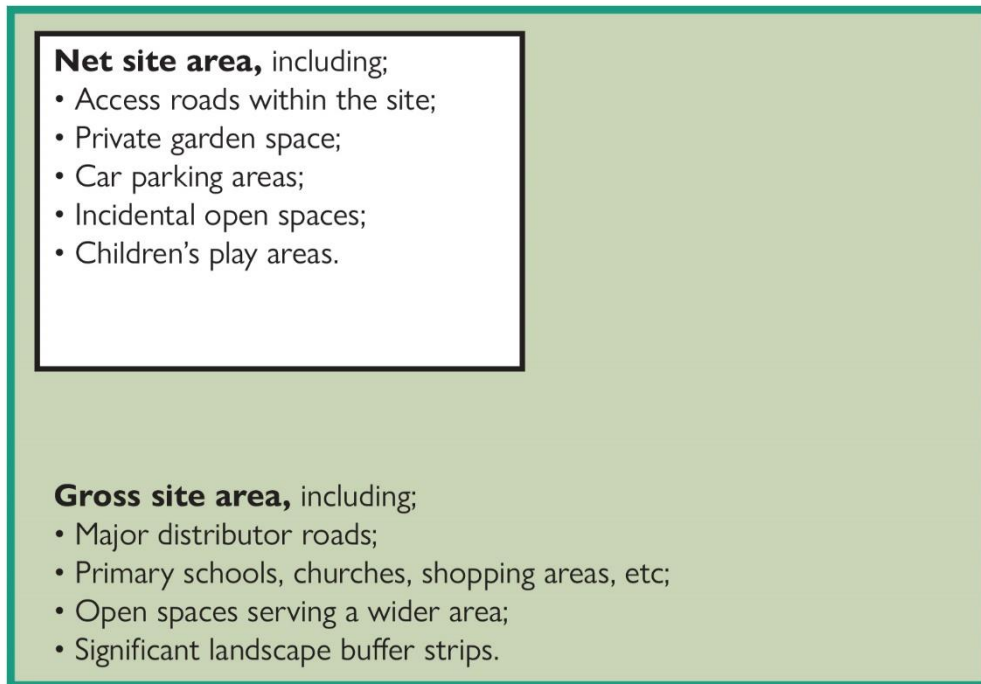 Net site area, including;
• Access roads within the site;
• Private garden space;
• Car parking areas;
• Incidental open spaces;
• Children’s play areas.
Gross site area, including;
• Major distributor roads;
• Primary schools, churches, shopping areas, etc;
• Open spaces serving a wider area;
• Significant landscape buffer strips.